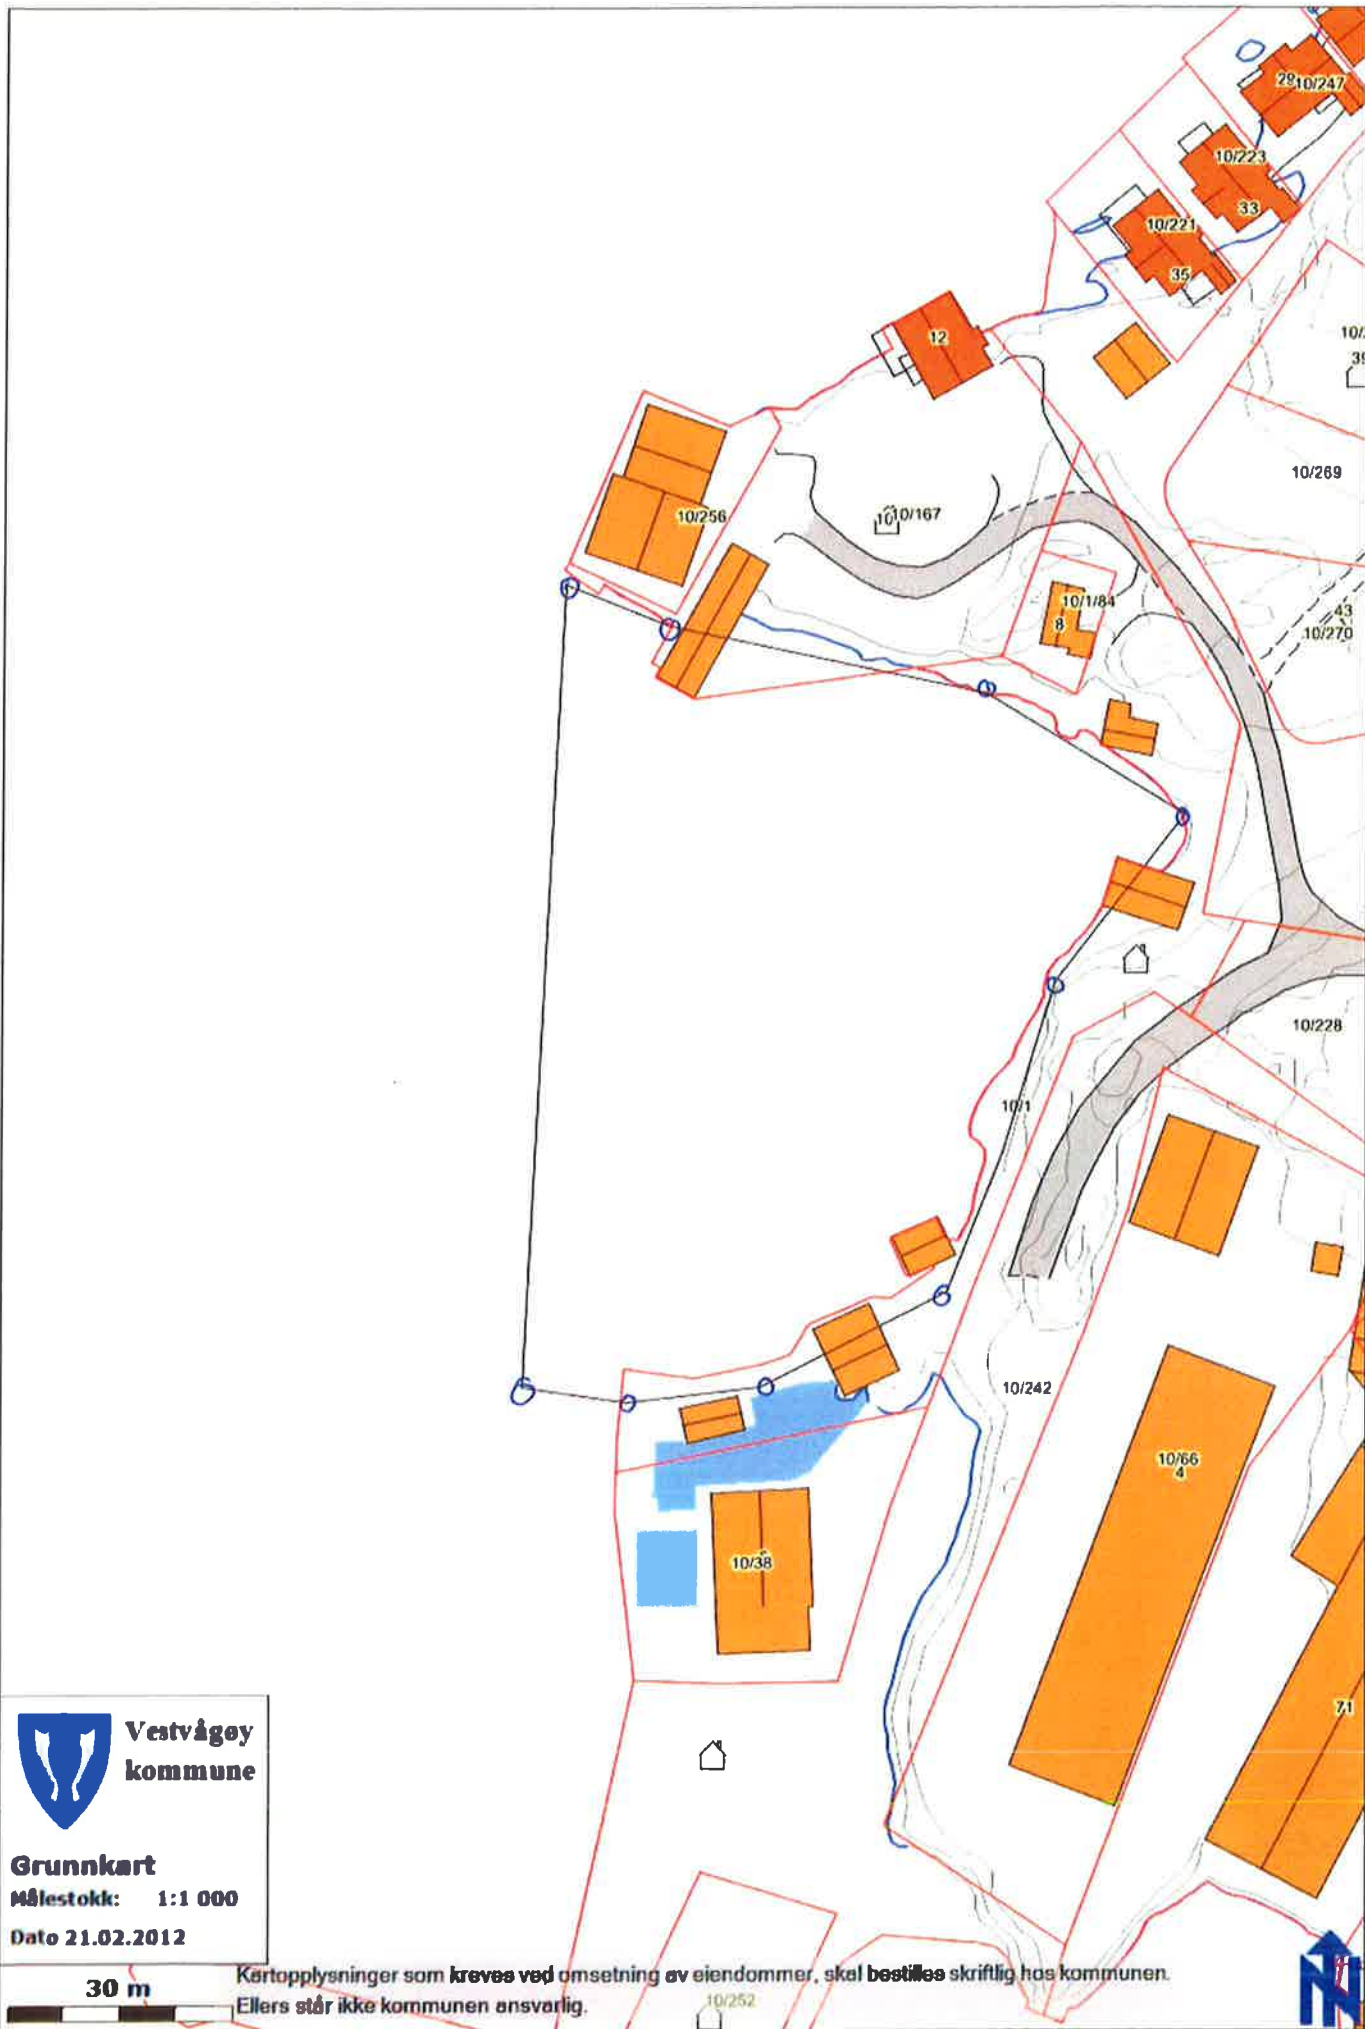 29 10/247
10/223
33
10/221
35
12
10/269
10/256
10 10/167
10/1/84
8
43
10/270
10/228
10/1
10/242
10/66
4
10/38
71
Vestvågøy
kommune
Grunnkart
Målestokk: 1:1 000
Dato 21.02.2012
30 m
Kartopplysninger som kreves ved omsetning av eiendommer, skal bestilles skriftlig hos kommunen.
Ellers står ikke kommunen ansvarlig.
10/252
N